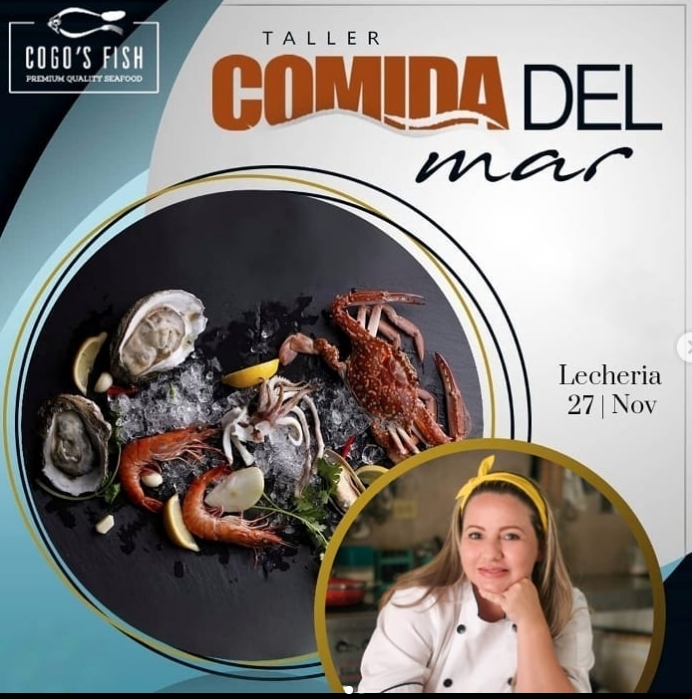 COGO'S FISH
PREMIUM QUALITY SEAFOOD
TALLER
COMIDA DEL
mar
Lecheria
27 | Nov